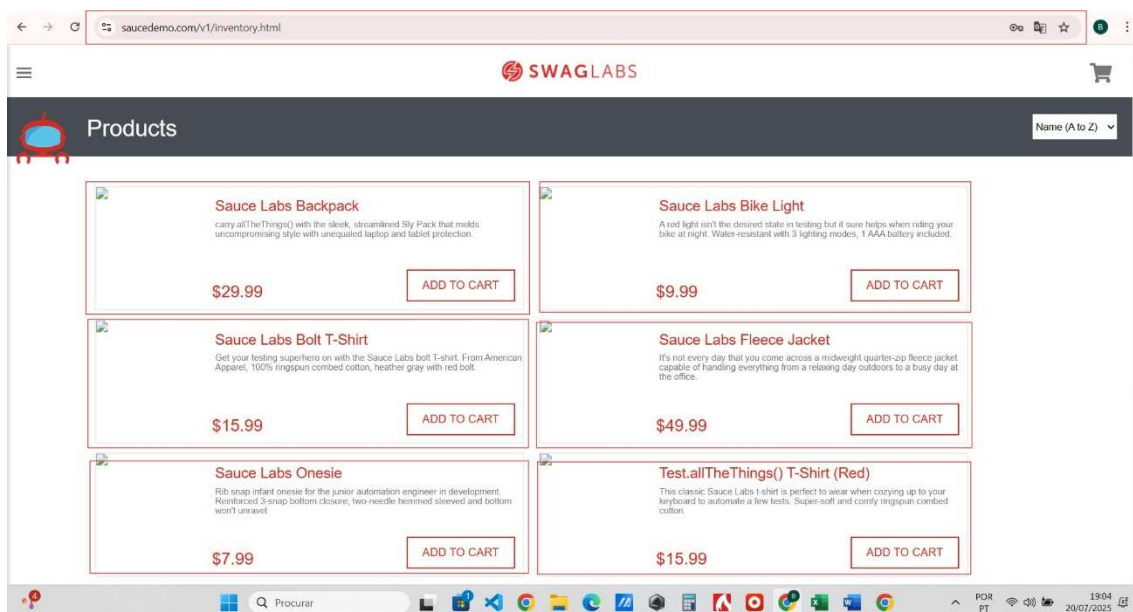 saucedemo.com/v1/inventory.html
B
SWAGLABS
Products
Name (A to Z)
Sauce Labs Backpack
carry.allTheThings() with the sleek, streamlined Sly Pack that melds
uncompromising style with unequaled laptop and tablet protection.
$29.99
ADD TO CART
Sauce Labs Bike Light
A red light isn't the desired state in testing but it sure helps when riding your
bike at night. Water-resistant with 3 lighting modes, 1 AAA battery included.
$9.99
ADD TO CART
Sauce Labs Bolt T-Shirt
Get your testing superhero on with the Sauce Labs bolt T-shirt. From American
Apparel, 100% ringspun combed cotton, heather gray with red bolt.
$15.99
ADD TO CART
Sauce Labs Fleece Jacket
It's not every day that you come across a midweight quarter-zip fleece jacket
capable of handling everything from a relaxing day outdoors to a busy day at
the office.
$49.99
ADD TO CART
Sauce Labs Onesie
Rib snap infant onesie for the junior automation engineer in development.
Reinforced 3-snap bottom closure, two-needle hemmed sleeved and bottom
won't unravel.
$7.99
ADD TO CART
Test.allTheThings() T-Shirt (Red)
This classic Sauce Labs t-shirt is perfect to wear when cozying up to your
keyboard to automate a few tests. Super-soft and comfy ringspun combed
cotton.
$15.99
ADD TO CART
4
Procurar
POR
PT
19:04
20/07/2025